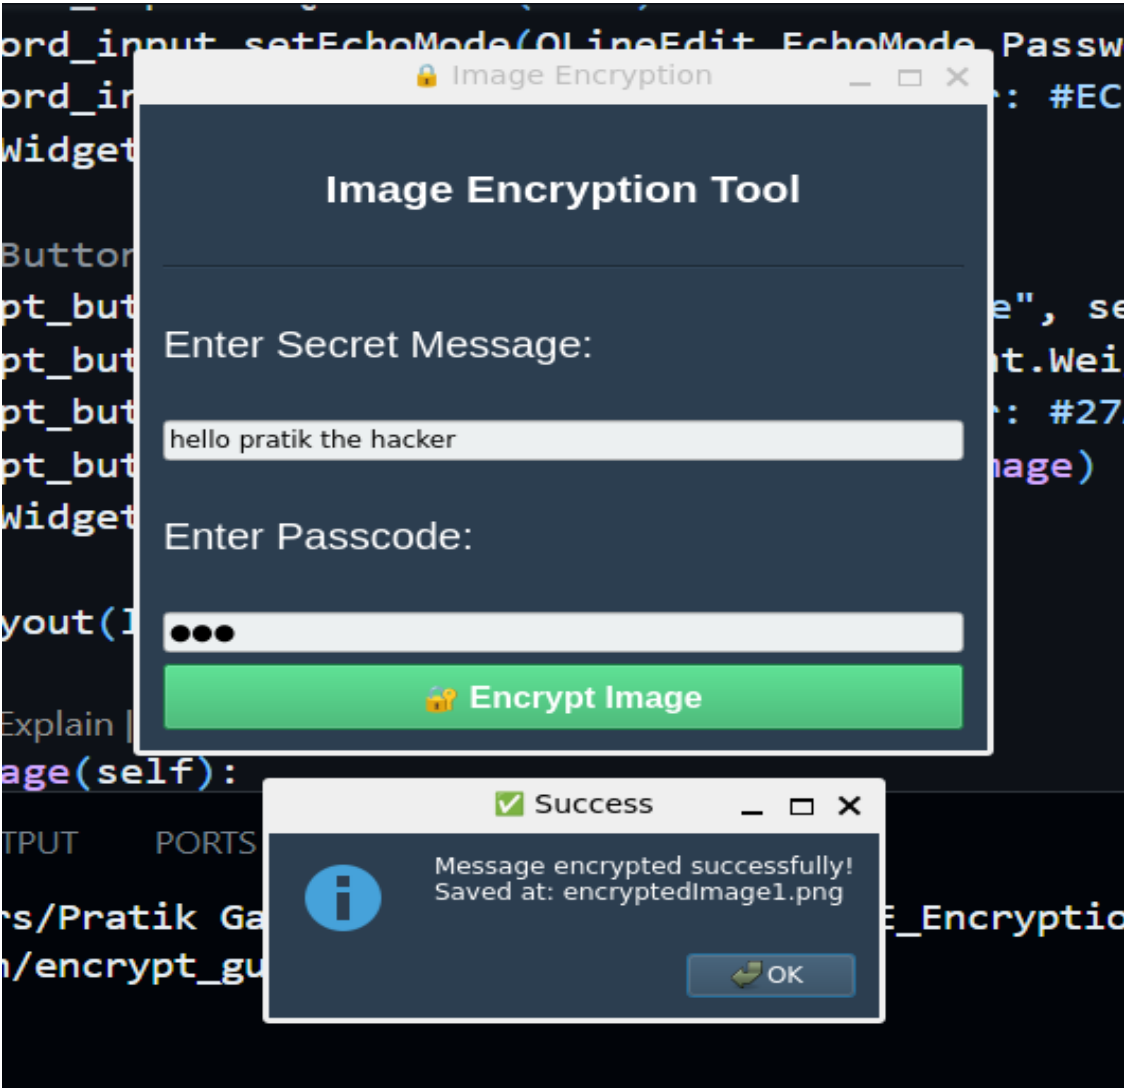 ord_input.setEchoMode(QLineEdit.EchoMode.Passw
🔒 Image Encryption
ord_in
r: #EC
Widget
Image Encryption Tool
Button
pt_but
e", se
Enter Secret Message:
pt_but
nt.Wei
pt_but
r: #27
hello pratik the hacker
pt_but
mage)
Widget
Enter Passcode:
yout(l
●●●
🔐 Encrypt Image
Explain |
age(self):
✅ Success
TPUT PORTS
Message encrypted successfully!
Saved at: encryptedImage1.png
rs/Pratik Ga
E_Encryptio
n/encrypt_gu
OK